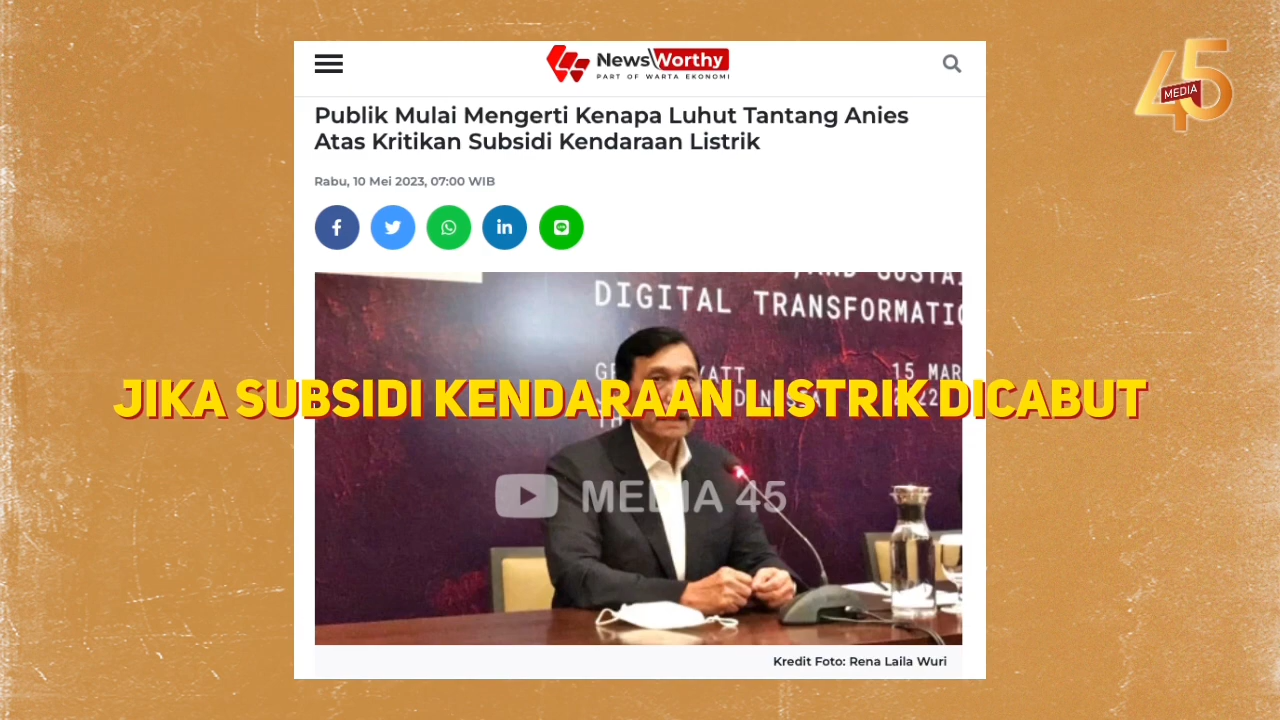 NewsWorthy
PART OF WARTA EKONOMI
45
MEDIA
Publik Mulai Mengerti Kenapa Luhut Tantang Anies
Atas Kritikan Subsidi Kendaraan Listrik
Rabu, 10 Mei 2023, 07:00 WIB
DIGITAL TRANSFORMATIO
15 MAR
JIKA SUBSIDI KENDARAAN LISTRIK DICABUT
MEDIA 45
Kredit Foto: Rena Laila Wuri